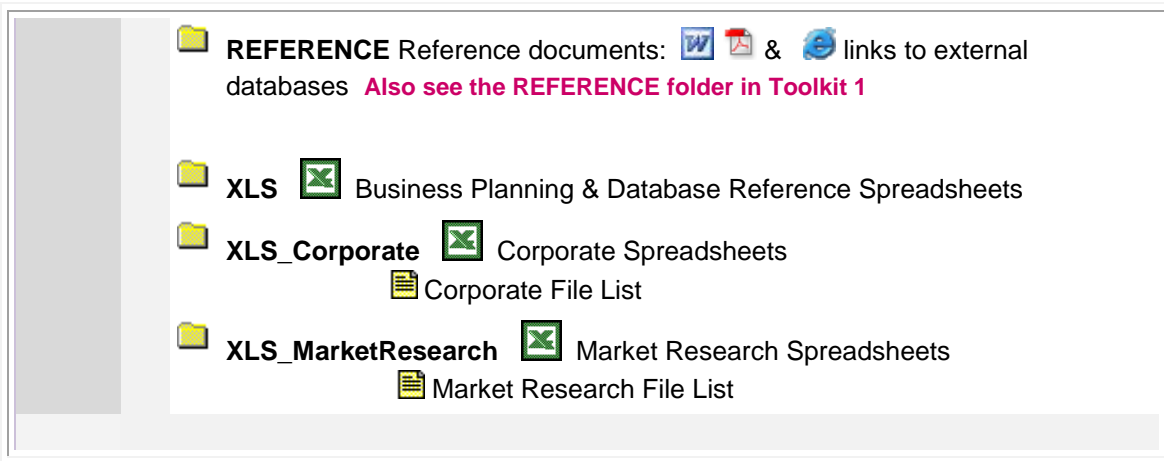 REFERENCE Reference documents: & links to external
databases Also see the REFERENCE folder in Toolkit 1
XLS Business Planning & Database Reference Spreadsheets
XLS_Corporate Corporate Spreadsheets
Corporate File List
XLS_MarketResearch Market Research Spreadsheets
Market Research File List